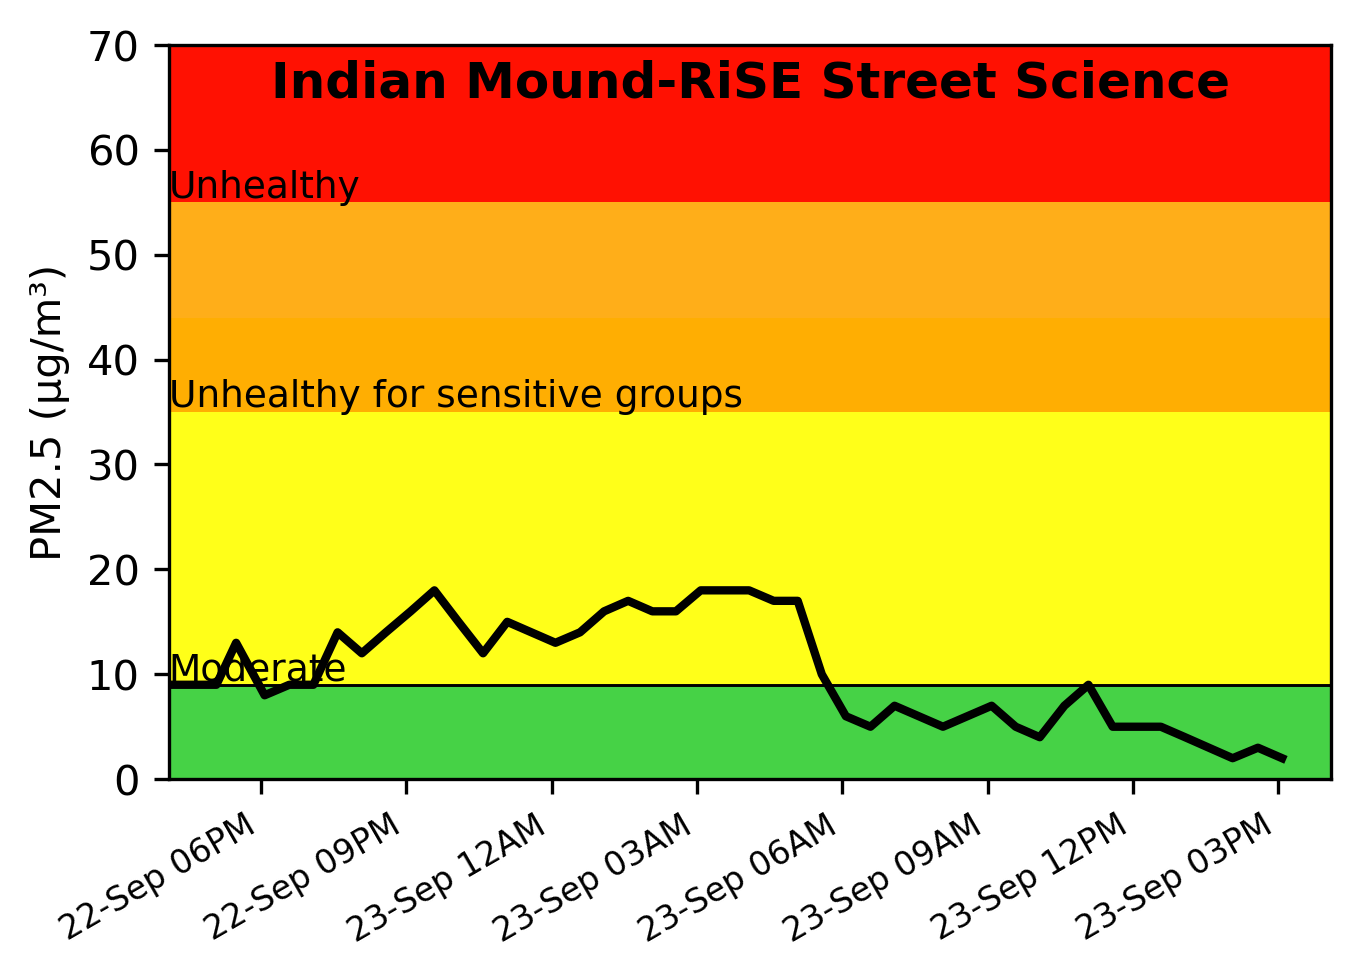 Indian Mound-RiSE Street Science
70
60
50
40
30
20
10
0
PM2.5 (µg/m³)
Unhealthy
Unhealthy for sensitive groups
Moderate
22-Sep 06PM
22-Sep 09PM
23-Sep 12AM
23-Sep 03AM
23-Sep 06AM
23-Sep 09AM
23-Sep 12PM
23-Sep 03PM